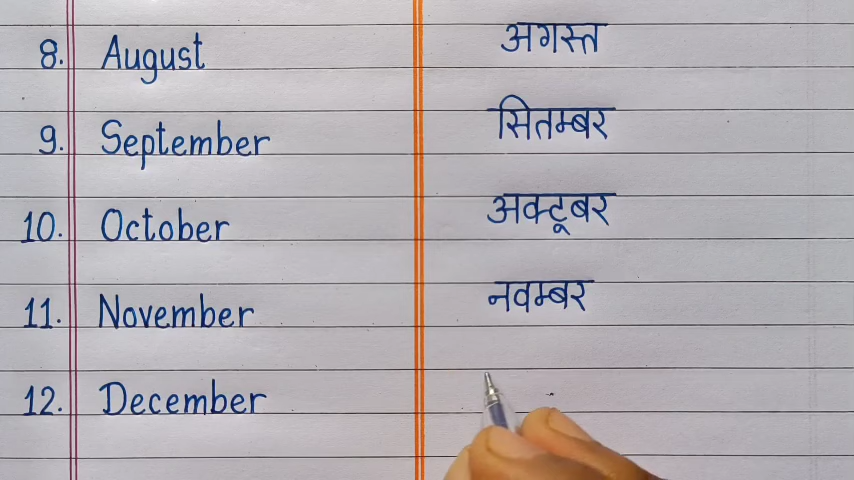 8. August अगस्त
9. September सितम्बर
10. October अक्टूबर
11. November नवम्बर
12. December